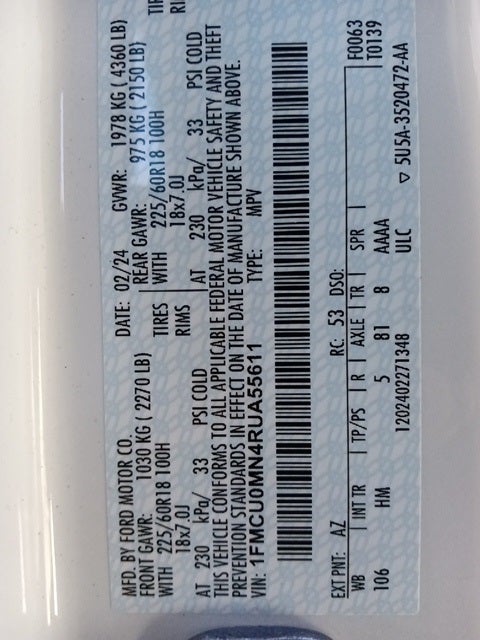 MFD. BY FORD MOTOR CO. DATE: 02/24 GVWR: 1978 KG ( 4360 LB)
FRONT GAWR: 1030 KG ( 2270 LB) REAR GAWR: 975 KG ( 2150 LB)
WITH 225/60R18 100H TIRES WITH 225/60R18 100H TIR
18x7.0J RIMS 18x7.0J RI
AT 230 kPa/ 33 PSI COLD AT 230 kPa/ 33 PSI COLD
THIS VEHICLE CONFORMS TO ALL APPLICABLE FEDERAL MOTOR VEHICLE SAFETY AND THEFT
PREVENTION STANDARDS IN EFFECT ON THE DATE OF MANUFACTURE SHOWN ABOVE.
VIN: 1FMCU0MN4RUA55611 TYPE: MPV
F0063
T0139
EXT PNT: AZ RC: 53 DSO:
WB | INT TR | TP/PS | R | AXLE | TR | SPR |
106 HM 5 81 8 AAAA
ULC
1202402271348 ▽ 5U5A-3520472-AA